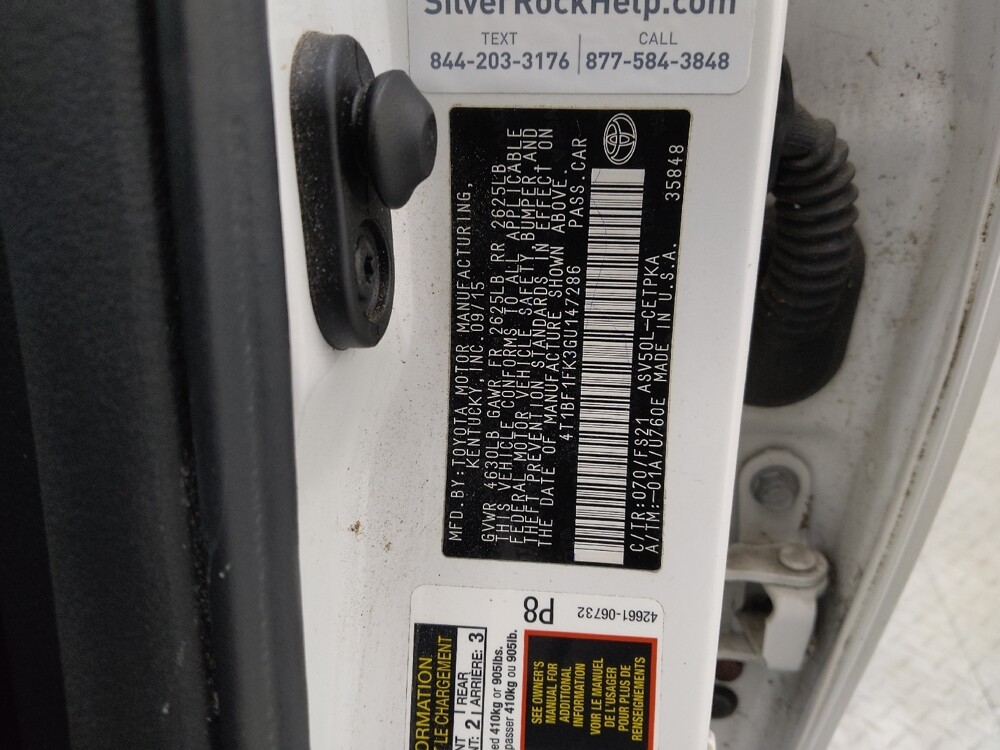 SilverRockHelp.com
TEXT CALL
844-203-3176 | 877-584-3848
MFD. BY: TOYOTA MOTOR MANUFACTURING,
KENTUCKY, INC. 09/15
GVWR 4630LB GAWR FR 2625LB RR 2625LB
THIS VEHICLE CONFORMS TO ALL APPLICABLE
FEDERAL MOTOR VEHICLE SAFETY, BUMPER AND
THEFT PREVENTION STANDARDS IN EFFECT ON
THE DATE OF MANUFACTURE SHOWN ABOVE.
4T1BF1FK3GU147286 PASS. CAR
C/TR: 070/FS21 ASV50L-CETPKA 35848
A/TM:-01A/U760E MADE IN U.S.A.
P8
42661-06732
ORMATION
LE CHARGEMENT
NT: 2 | REAR
ARRIÈRE: 3
ed 410kg or 905lbs.
passer 410kg ou 905lb.
SEE OWNER'S
MANUAL FOR
ADDITIONAL
INFORMATION
VOIR LE MANUEL
DE L'USAGER
POUR PLUS DE
RENSEIGNEMENTS